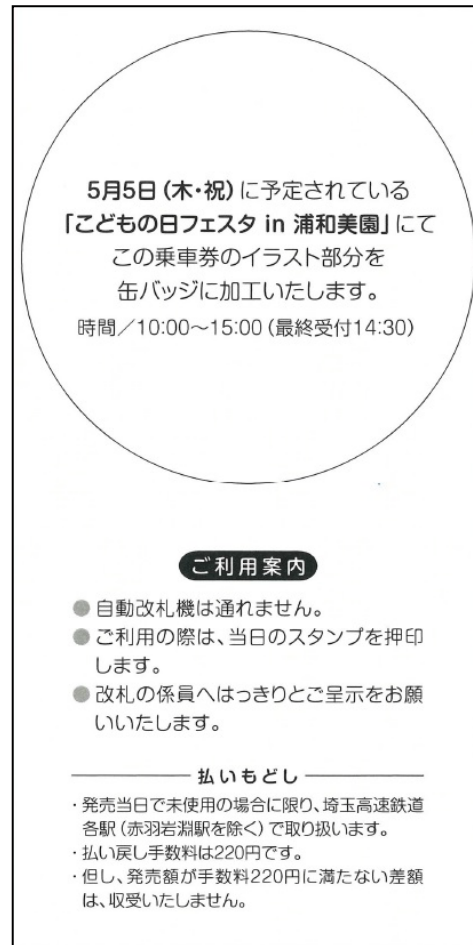 5月5日(木・祝)に予定されている
「こどもの日フェスタ in 浦和美園」にて
この乗車券のイラスト部分を
缶バッジに加工いたします。
時間／10:00～15:00(最終受付14:30)
ご利用案内
●自動改札機は通れません。
●ご利用の際は、当日のスタンプを押印
します。
●改札の係員へはっきりとご呈示をお願
いいたします。
払いもどし
・発売当日で未使用の場合に限り、埼玉高速鉄道
各駅(赤羽岩淵駅を除く)で取り扱います。
・払い戻し手数料は220円です。
・但し、発売額が手数料220円に満たない差額
は、収受いたしません。